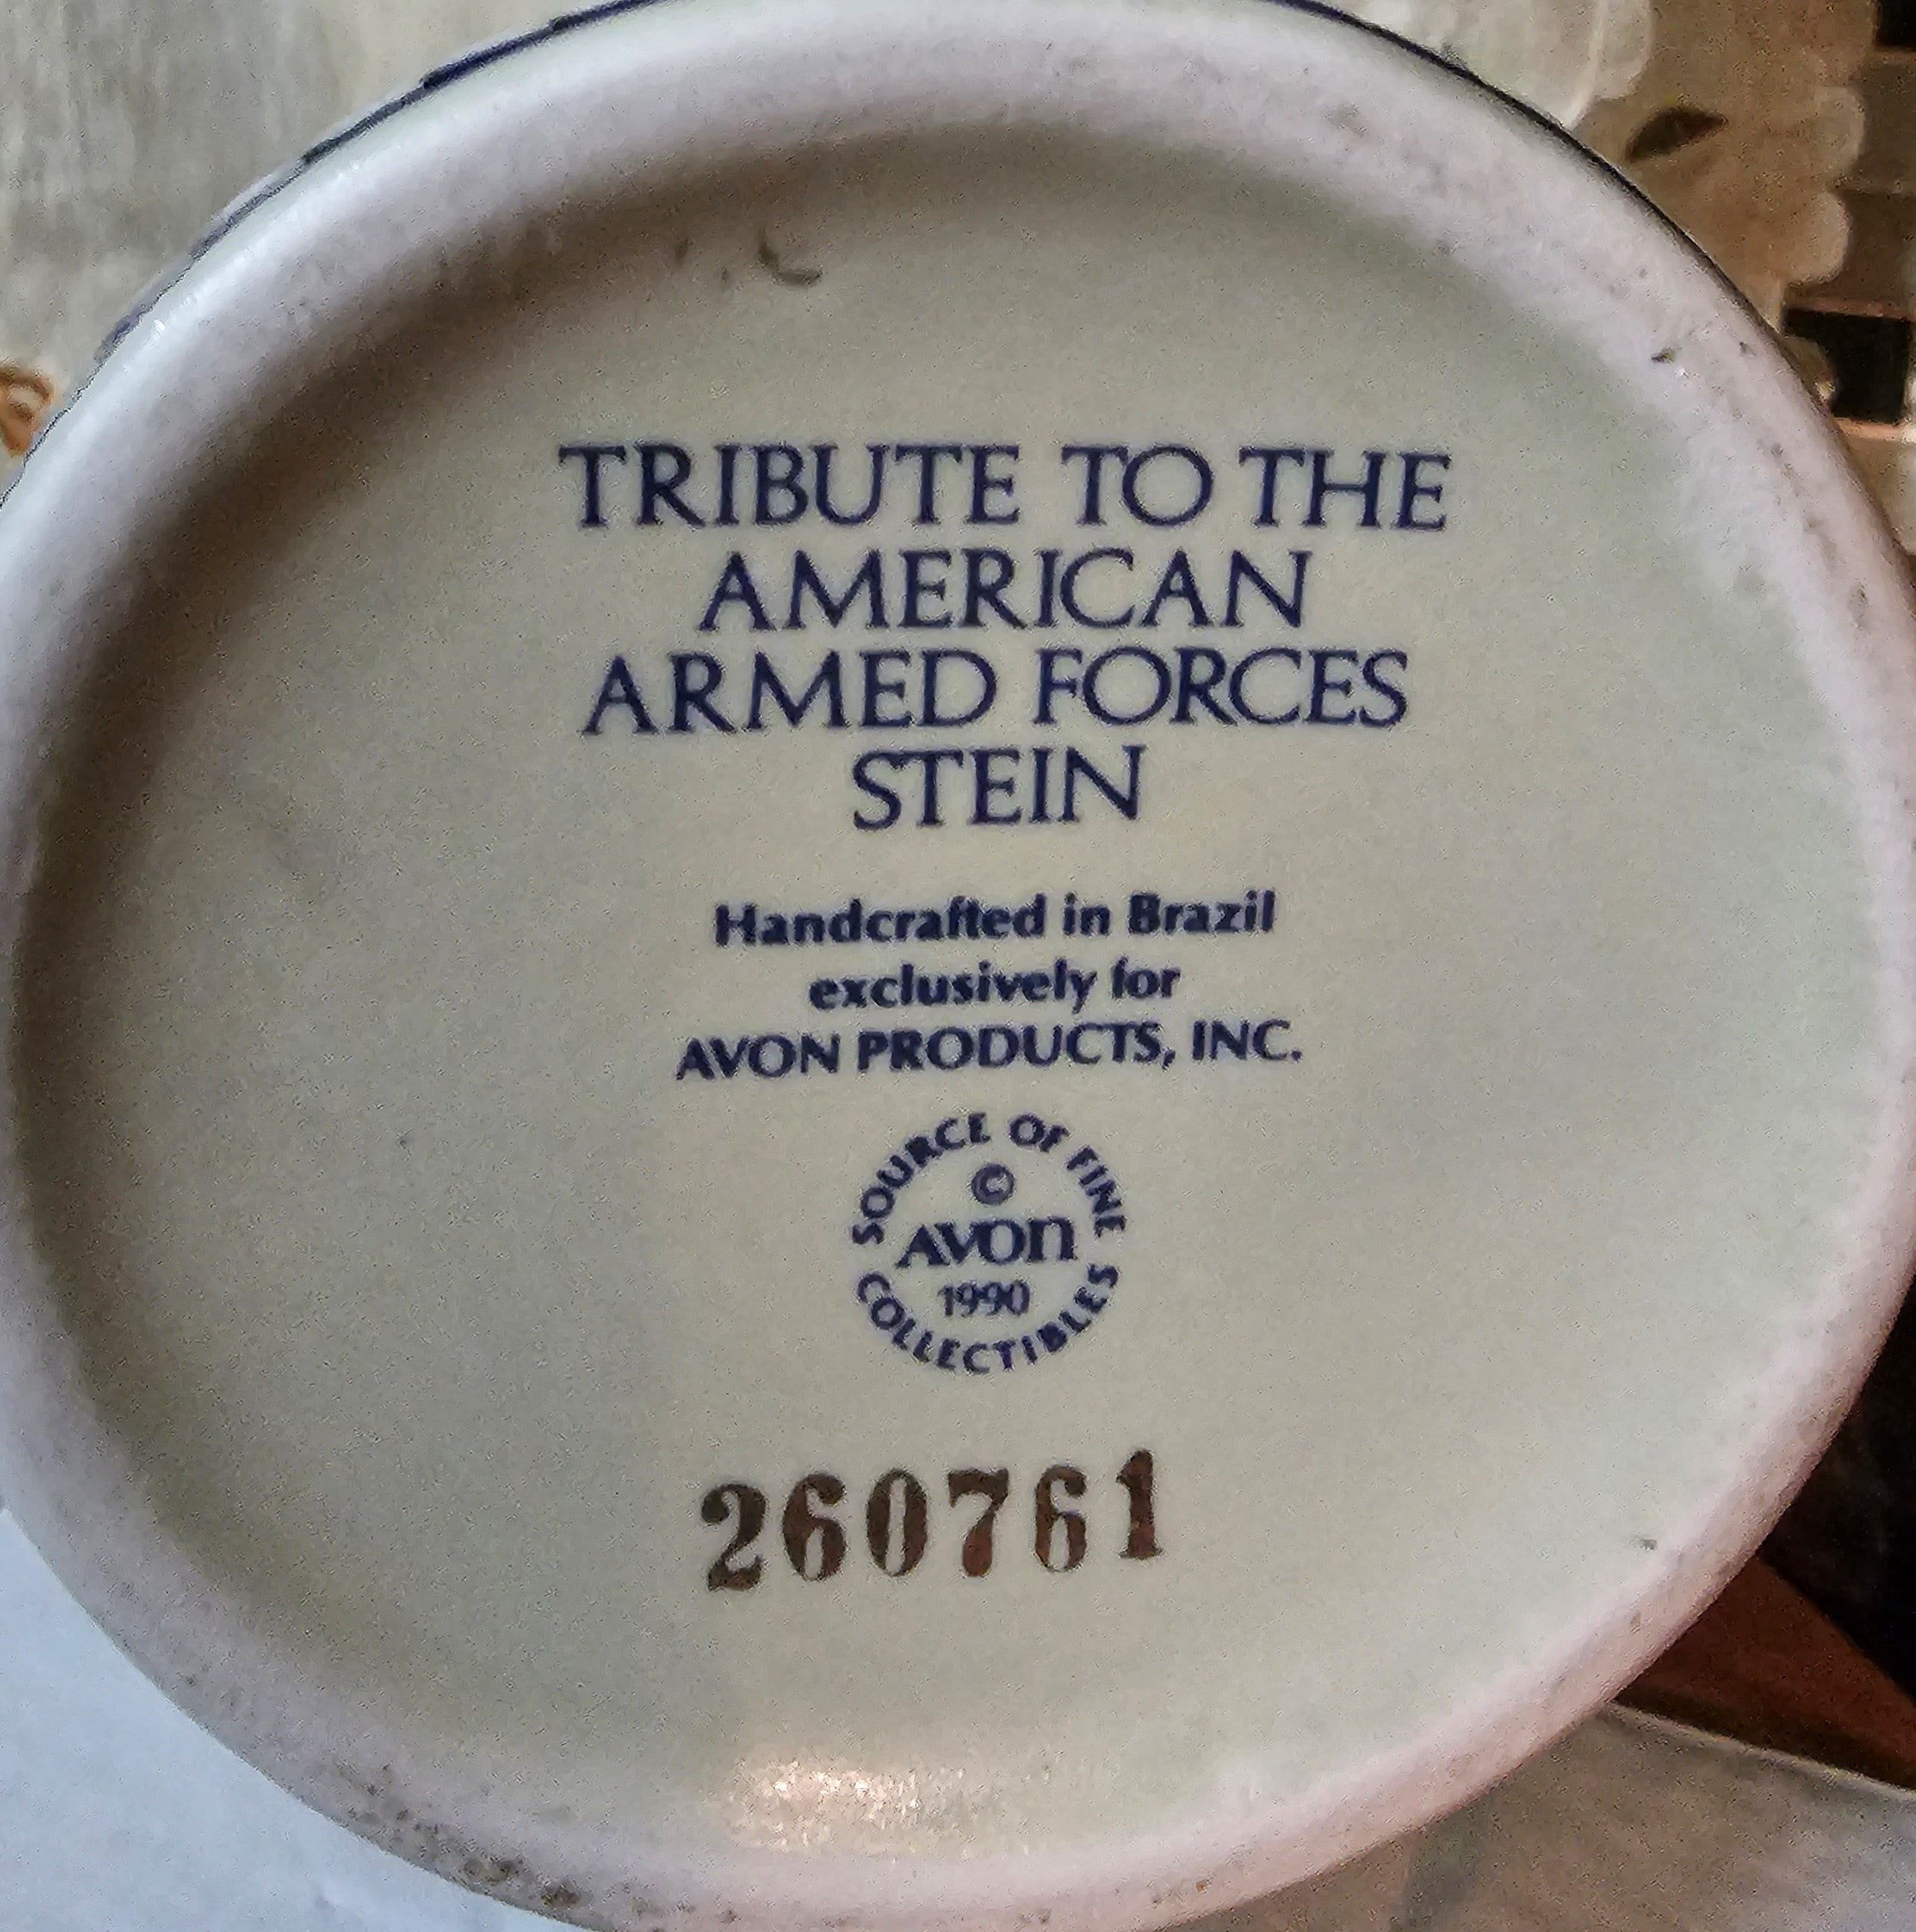 TRIBUTE TO THE
AMERICAN
ARMED FORCES
STEIN
Handcrafted in Brazil
exclusively for
AVON PRODUCTS, INC.
SOURCE OF FINE
©
AVON
1990
COLLECTIBLES
260761